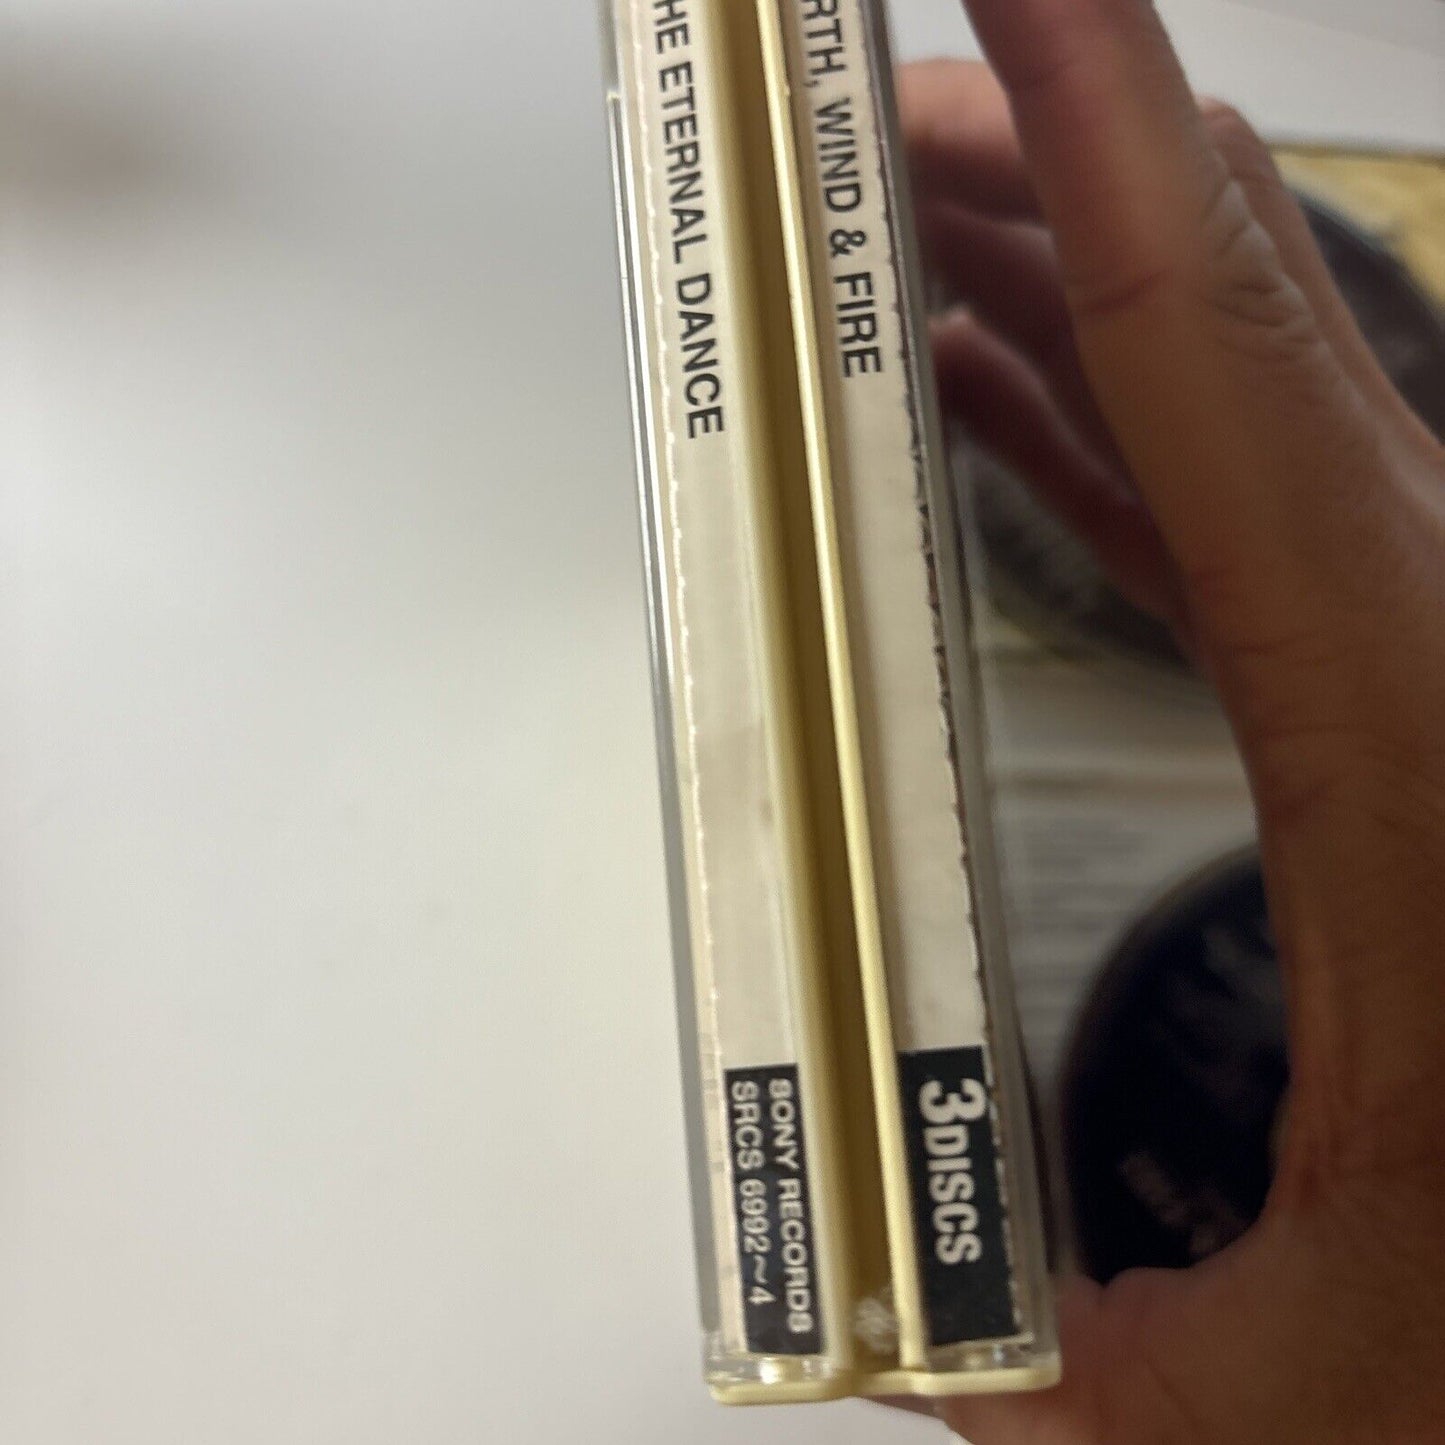 RTH, WIND & FIRE
3DISCS
HE ETERNAL DANCE
SONY RECORDS
SRCS 6992~4